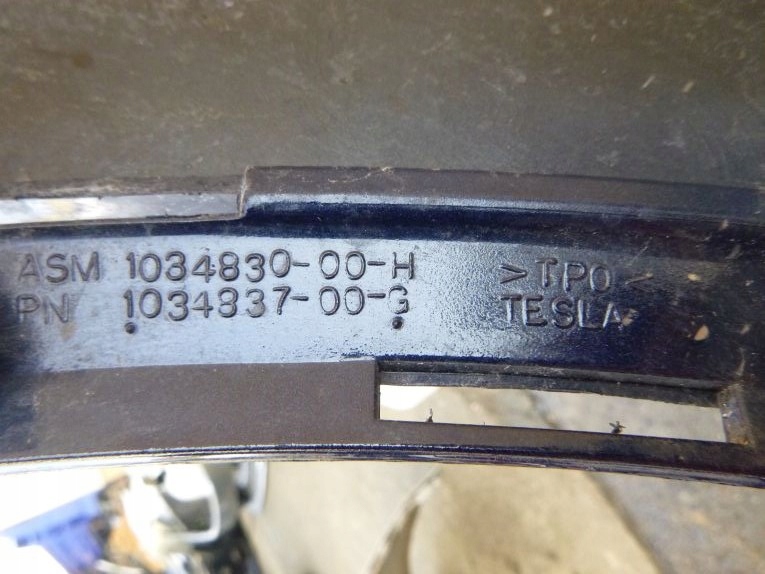 ASM 1034830-00-H >TPO<
PN 1034837-00-G TESLA